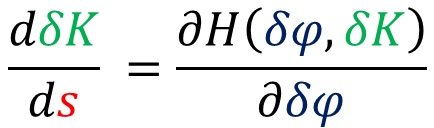 dδK/ds = ∂H(δφ, δK)/∂δφ